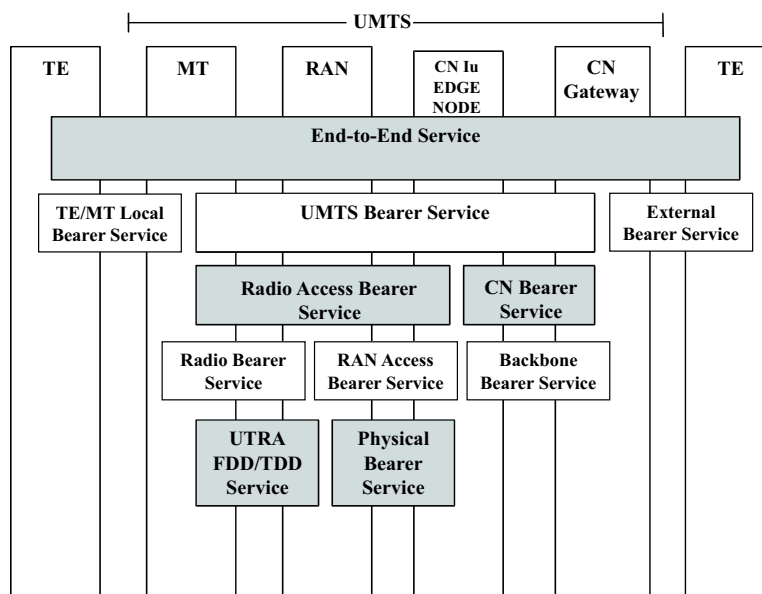 UMTS
TE
MT
RAN
CN Iu
EDGE
NODE
CN
Gateway
TE
End-to-End Service
TE/MT Local
Bearer Service
UMTS Bearer Service
External
Bearer Service
Radio Access Bearer
Service
CN Bearer
Service
Radio Bearer
Service
RAN Access
Bearer Service
Backbone
Bearer Service
UTRA
FDD/TDD
Service
Physical
Bearer
Service